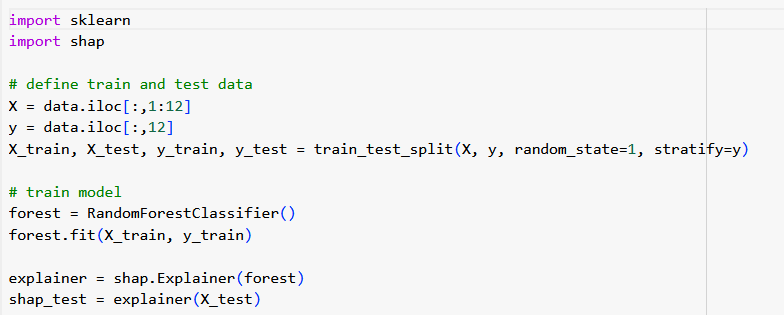 import sklearn
import shap
# define train and test data
X = data.iloc[:,1:12]
y = data.iloc[:,12]
X_train, X_test, y_train, y_test = train_test_split(X, y, random_state=1, stratify=y)
# train model
forest = RandomForestClassifier()
forest.fit(X_train, y_train)
explainer = shap.Explainer(forest)
shap_test = explainer(X_test)